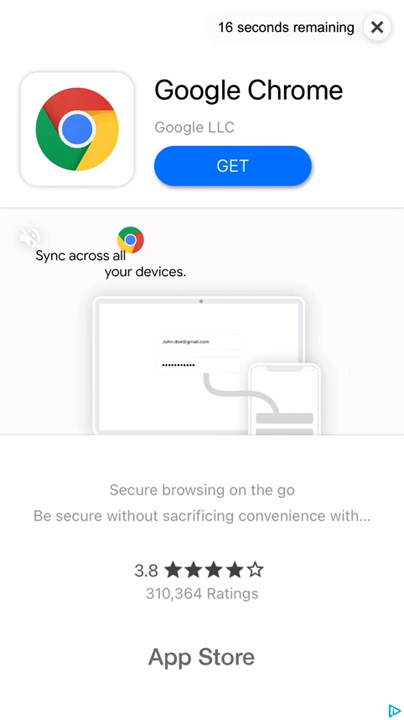 16 seconds remaining
Google Chrome
Google LLC
GET
Sync across all
your devices.
John.doe@gmail.com
•••••••••••
Secure browsing on the go
Be secure without sacrificing convenience with...
3.8
310,364 Ratings
App Store